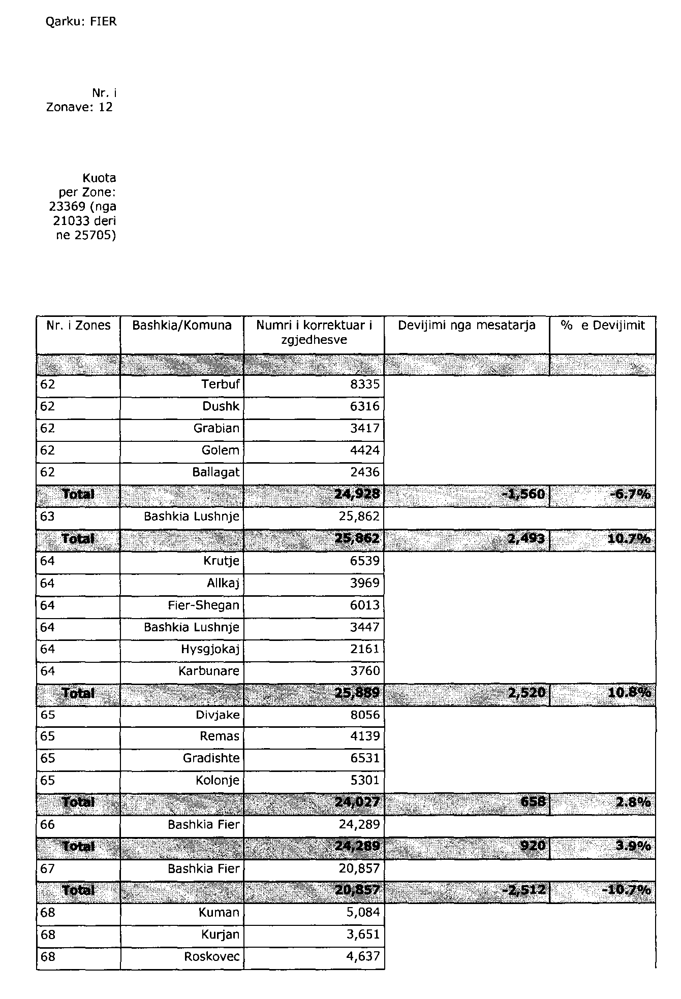 Qarku: FIER
Nr. i
Zonave: 12
Kuota
per Zone:
23369 (nga
21033 deri
ne 25705)
Nr. i Zones Bashkia/Komuna Numri i korrektuar i Devijimi nga mesatarja % e Devijimit
zgjedhesve
62 Terbuf 8335
62 Dushk 6316
62 Grabian 3417
62 Golem 4424
62 Ballagat 2436
Total 24,928 -1,560 -6.7%
63 Bashkia Lushnje 25,862
Total 25,862 2,493 10.7%
64 Krutje 6539
64 Allkaj 3969
64 Fier-Shegan 6013
64 Bashkia Lushnje 3447
64 Hysgjokaj 2161
64 Karbunare 3760
Total 25,889 2,520 10.8%
65 Divjake 8056
65 Remas 4139
65 Gradishte 6531
65 Kolonje 5301
Total 24,027 658 2.8%
66 Bashkia Fier 24,289
Total 24,289 920 3.9%
67 Bashkia Fier 20,857
Total 20,857 -2,512 -10.7%
68 Kuman 5,084
68 Kurjan 3,651
68 Roskovec 4,637